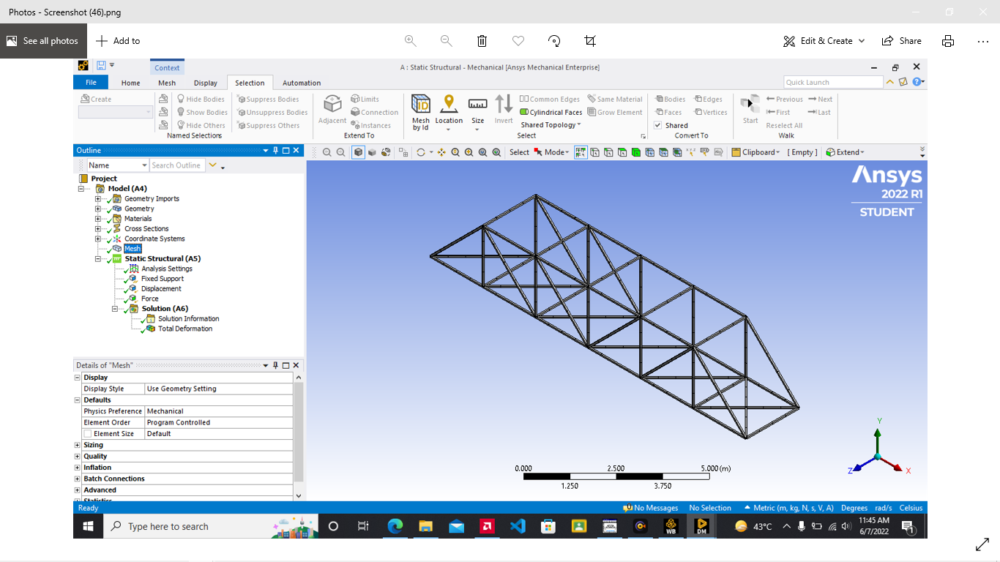 Photos - Screenshot (46).png
See all photos
Add to
Edit & Create
Share
Context
A : Static Structural - Mechanical [Ansys Mechanical Enterprise]
File
Home
Mesh
Display
Selection
Automation
Quick Launch
Create
Hide Bodies
Show Bodies
Hide Others
Suppress Bodies
Unsuppress Bodies
Suppress Others
Named Selections
Adjacent
Limits
Connection
Instances
Extend To
Mesh by Id
Location
Size
Invert
Common Edges
Cylindrical Faces
Shared Topology
Same Material
Grow Element
Select
Bodies
Edges
Faces
Vertices
Shared
Convert To
Start
Previous
Next
First
Last
Reselect All
Walk
Outline
Name
Search Outline
Select
Mode
Clipboard
[ Empty ]
Extend
Project
Model (A4)
Geometry Imports
Geometry
Materials
Cross Sections
Coordinate Systems
Mesh
Static Structural (A5)
Analysis Settings
Fixed Support
Displacement
Force
Solution (A6)
Solution Information
Total Deformation
Details of "Mesh"
Display
Display Style Use Geometry Setting
Defaults
Physics Preference Mechanical
Element Order Program Controlled
Element Size Default
Sizing
Quality
Inflation
Batch Connections
Advanced
Statistics
Ansys
2022 R1
STUDENT
0.000 2.500 5.000 (m)
1.250 3.750
Y
Z
X
Ready
0 No Messages
No Selection
Metric (m, kg, N, s, V, A)
Degrees
rad/s
Celsius
Type here to search
WB
DM
43°C
11:45 AM
6/7/2022
1